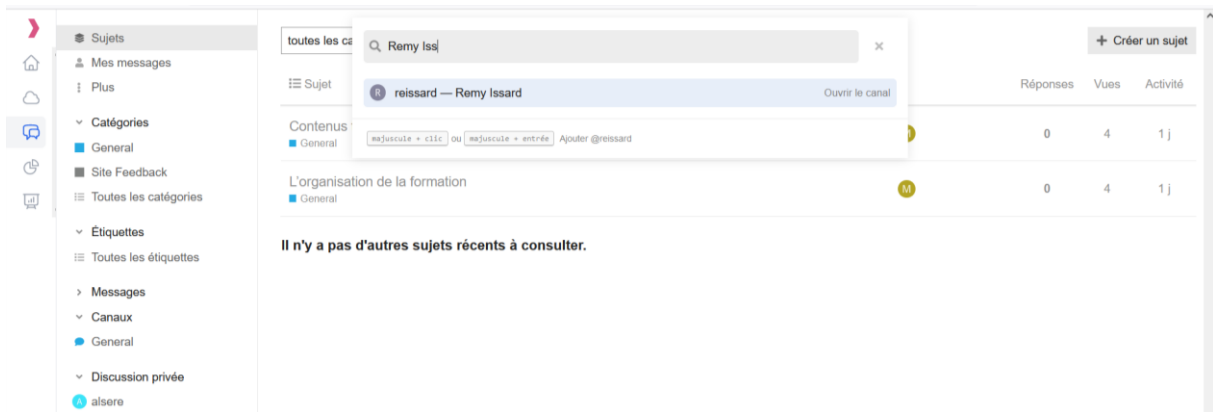 Sujets
Mes messages
Plus
Catégories
General
Site Feedback
Toutes les catégories
Étiquettes
Toutes les étiquettes
Messages
Canaux
General
Discussion privée
A alsere
toutes les ca
Remy Iss
R reissard — Remy Issard Ouvrir le canal
majuscule + clic ou majuscule + entrée Ajouter @reissard
+ Créer un sujet
Sujet Réponses Vues Activité
Contenus
General
0 4 1 j
L'organisation de la formation
General
M 0 4 1 j
Il n'y a pas d'autres sujets récents à consulter.